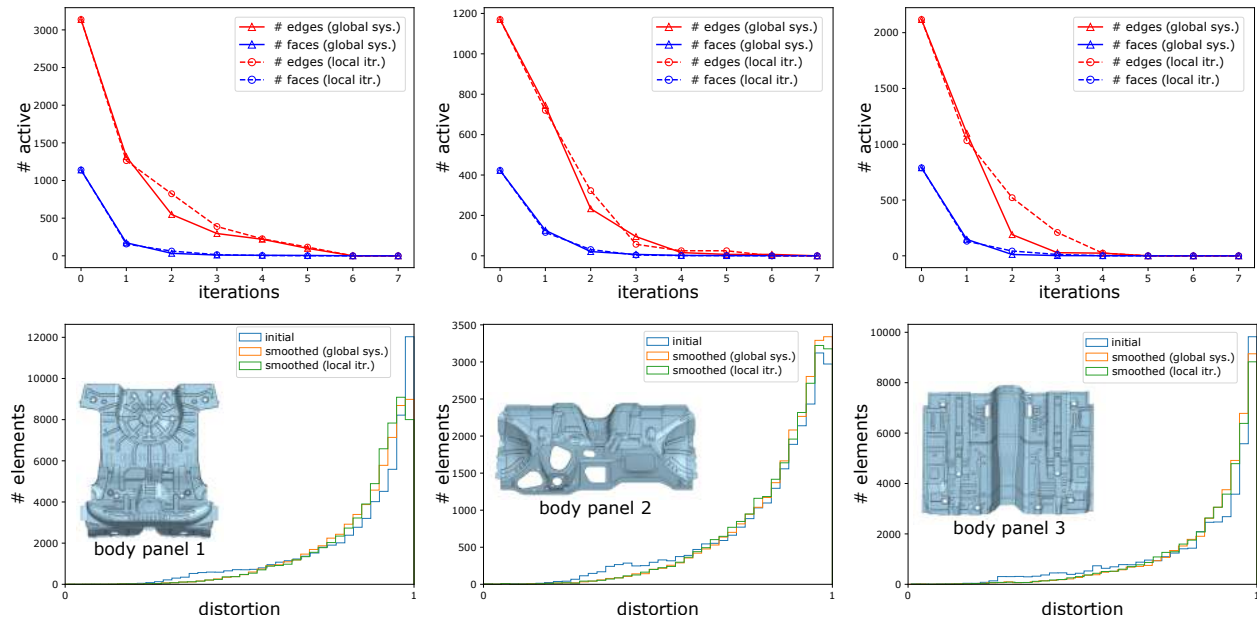 # edges (global sys.)
# faces (global sys.)
# edges (local itr.)
# faces (local itr.)
3000
2500
2000
1500
1000
500
0
# active
0 1 2 3 4 5 6 7
iterations
# edges (global sys.)
# faces (global sys.)
# edges (local itr.)
# faces (local itr.)
1200
1000
800
600
400
200
0
# active
0 1 2 3 4 5 6 7
iterations
# edges (global sys.)
# faces (global sys.)
# edges (local itr.)
# faces (local itr.)
2000
1500
1000
500
0
# active
0 1 2 3 4 5 6 7
iterations
initial
smoothed (global sys.)
smoothed (local itr.)
12000
10000
8000
6000
4000
2000
0
# elements
body panel 1
0 1
distortion
initial
smoothed (global sys.)
smoothed (local itr.)
3500
3000
2500
2000
1500
1000
500
0
# elements
body panel 2
0 1
distortion
initial
smoothed (global sys.)
smoothed (local itr.)
10000
8000
6000
4000
2000
0
# elements
body panel 3
0 1
distortion